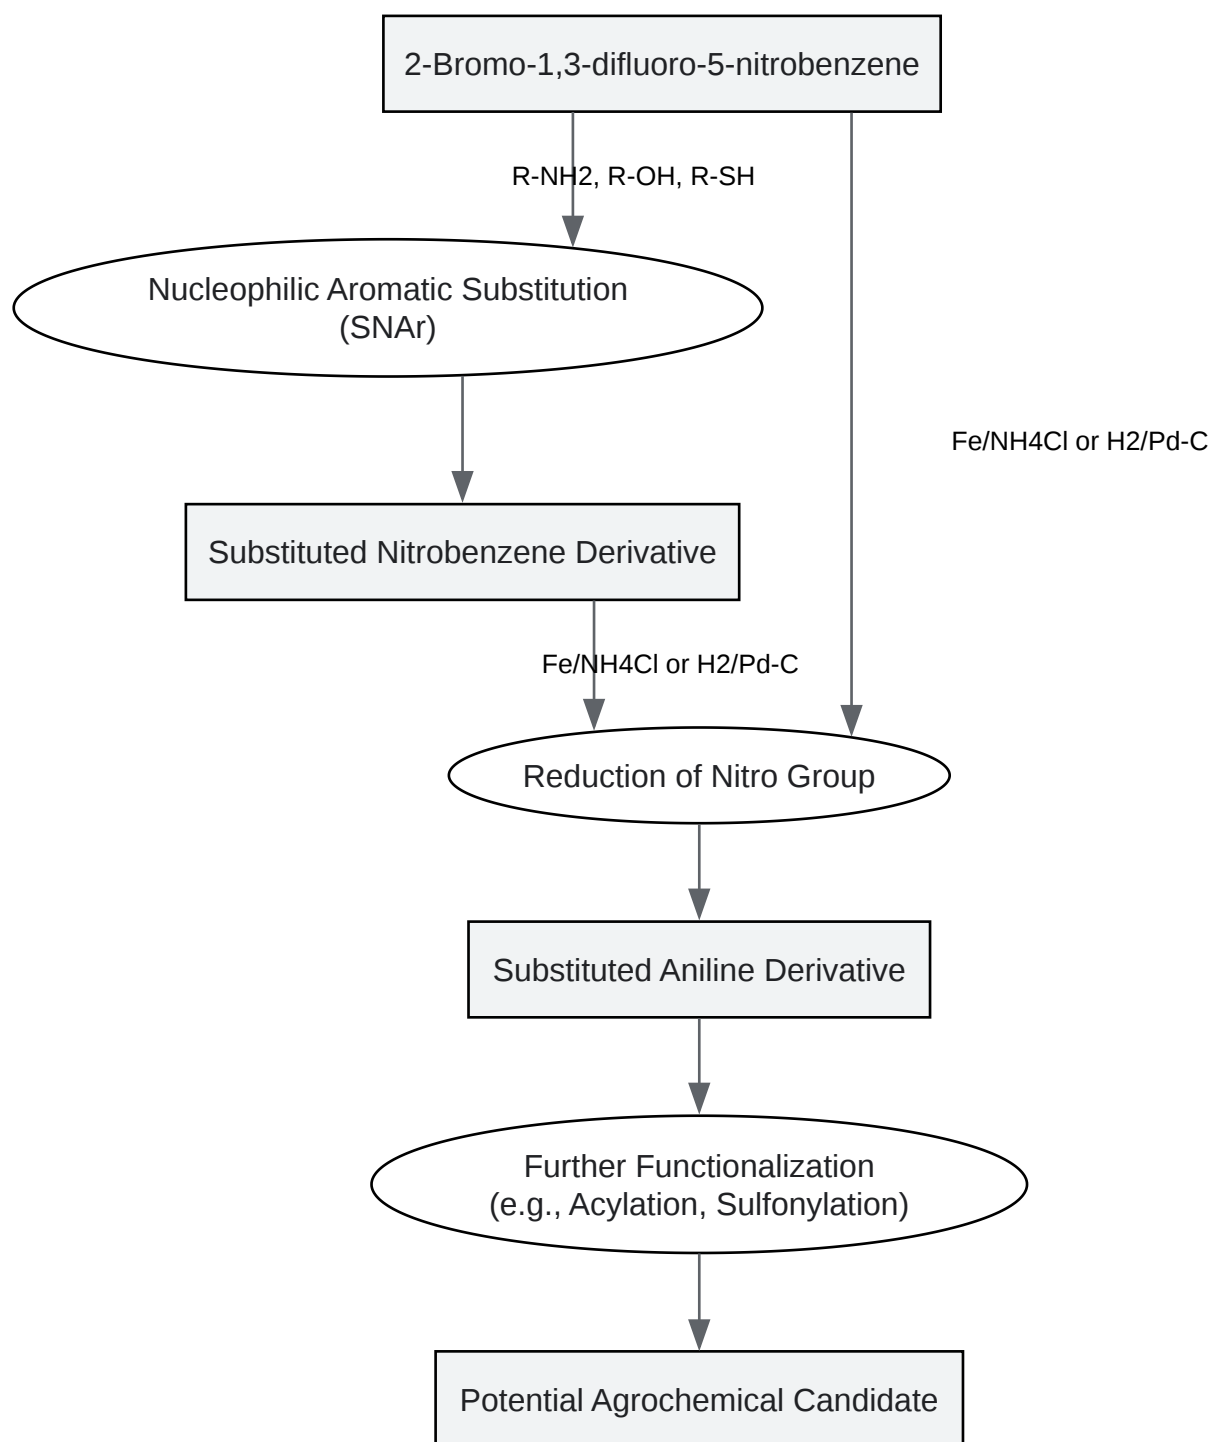 2-Bromo-1,3-difluoro-5-nitrobenzene
R-NH2, R-OH, R-SH
Nucleophilic Aromatic Substitution
(SNAr)
Fe/NH4Cl or H2/Pd-C
Substituted Nitrobenzene Derivative
Fe/NH4Cl or H2/Pd-C
Reduction of Nitro Group
Substituted Aniline Derivative
Further Functionalization
(e.g., Acylation, Sulfonylation)
Potential Agrochemical Candidate